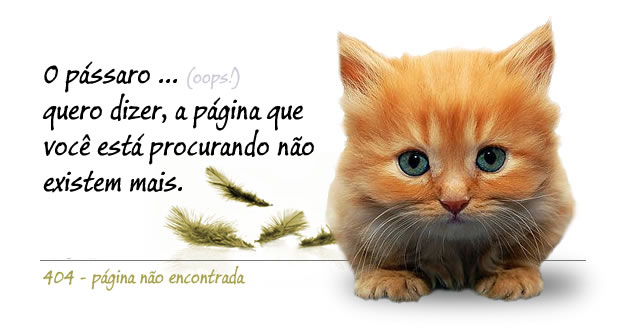 O pássaro ... (oops!)
quero dizer, a página que
você está procurando não
existem mais.
404 - página não encontrada